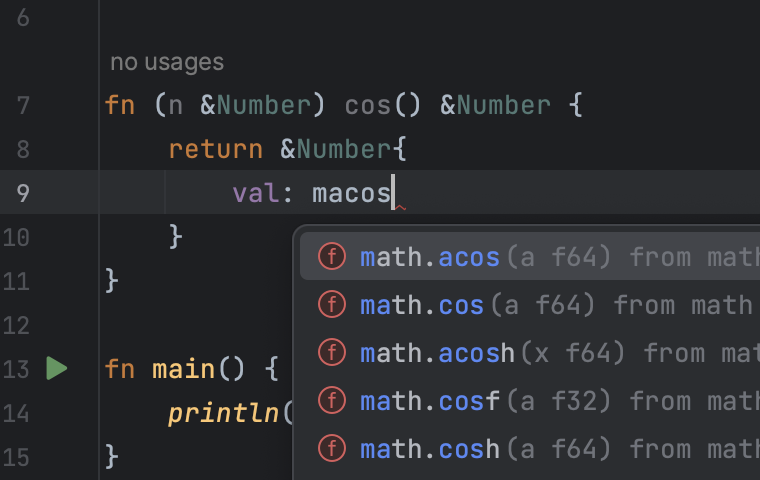 6
no usages
7 fn (n &Number) cos() &Number {
8 return &Number{
9 val: macos
10 }
11 }
12
13 fn main() {
14 println(
15 }
f math.acos(a f64) from math
f math.cos(a f64) from math
f math.acosh(x f64) from mat
f math.cosf(a f32) from math
f math.cosh(a f64) from math